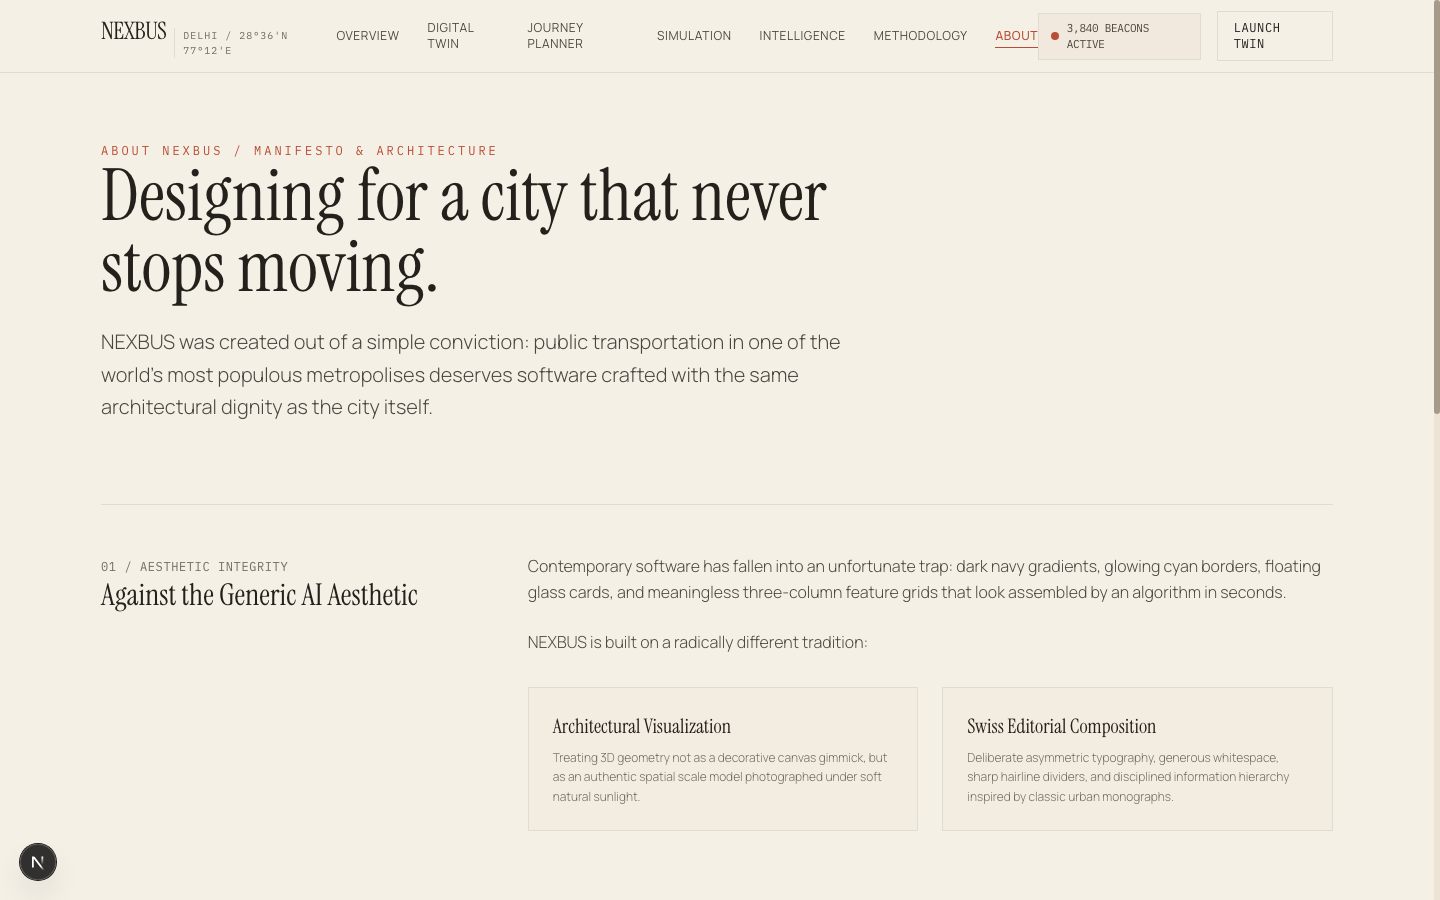 NEXBUS
DELHI / 28°36'N
77°12'E
OVERVIEW
DIGITAL
TWIN
JOURNEY
PLANNER
SIMULATION
INTELLIGENCE
METHODOLOGY
ABOUT
3,840 BEACONS
ACTIVE
LAUNCH
TWIN
ABOUT NEXBUS / MANIFESTO & ARCHITECTURE
Designing for a city that never
stops moving.
NEXBUS was created out of a simple conviction: public transportation in one of the
world's most populous metropolises deserves software crafted with the same
architectural dignity as the city itself.
01 / AESTHETIC INTEGRITY
Against the Generic AI Aesthetic
Contemporary software has fallen into an unfortunate trap: dark navy gradients, glowing cyan borders, floating
glass cards, and meaningless three-column feature grids that look assembled by an algorithm in seconds.
NEXBUS is built on a radically different tradition:
Architectural Visualization
Treating 3D geometry not as a decorative canvas gimmick, but
as an authentic spatial scale model photographed under soft
natural sunlight.
Swiss Editorial Composition
Deliberate asymmetric typography, generous whitespace,
sharp hairline dividers, and disciplined information hierarchy
inspired by classic urban monographs.
N